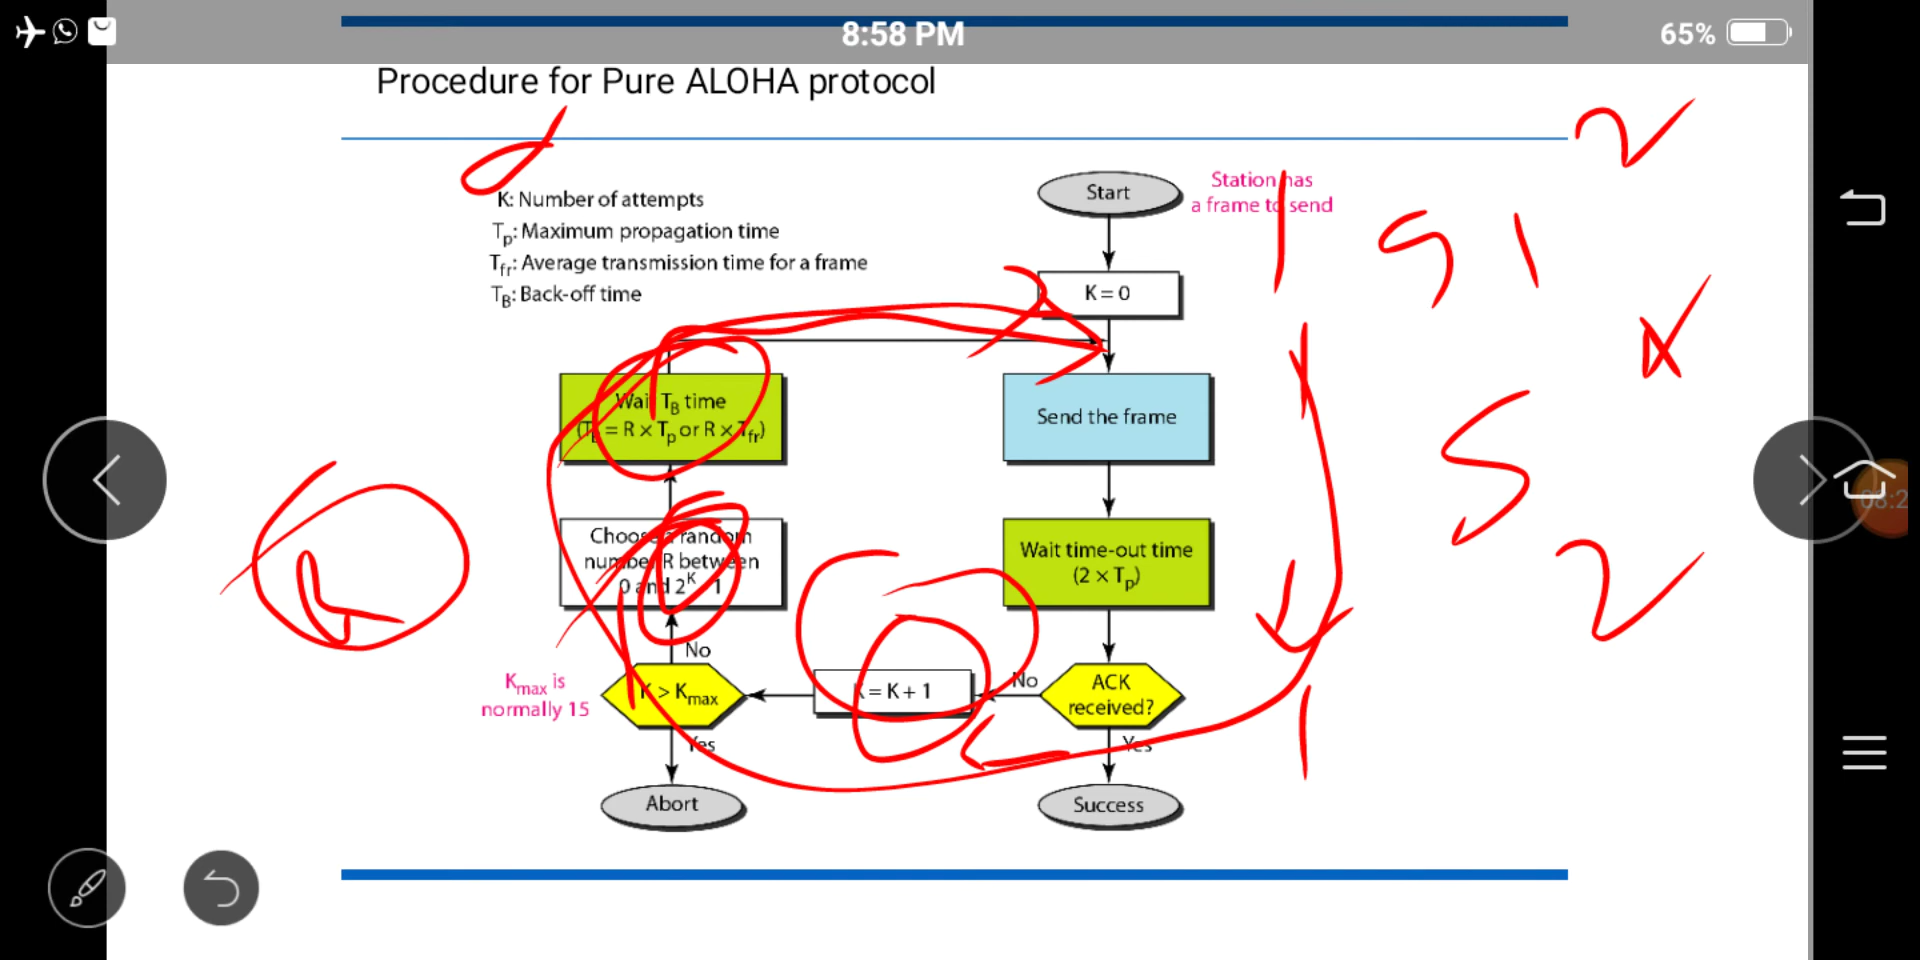 8:58 PM
65%
Procedure for Pure ALOHA protocol
K: Number of attempts
Tp: Maximum propagation time
Tfr: Average transmission time for a frame
TB: Back-off time
Start
Station has
a frame to send
K = 0
Wait TB time
(TB = R × Tp or R × Tfr)
Send the frame
Choose a random
number R between
0 and 2^K 1
Wait time-out time
(2 × Tp)
No
Kmax is
normally 15
K > Kmax
K = K + 1
No
ACK
received?
Yes
Yes
Abort
Success